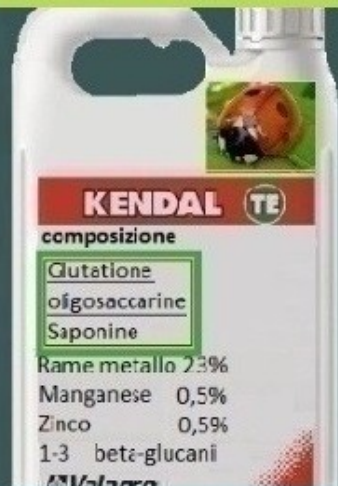 KENDAL TE
composizione
Glutatione
oligosaccarine
Saponine
Rame metallo 23%
Manganese 0,5%
Zinco 0,5%
1-3 beta-glucani
Valagro